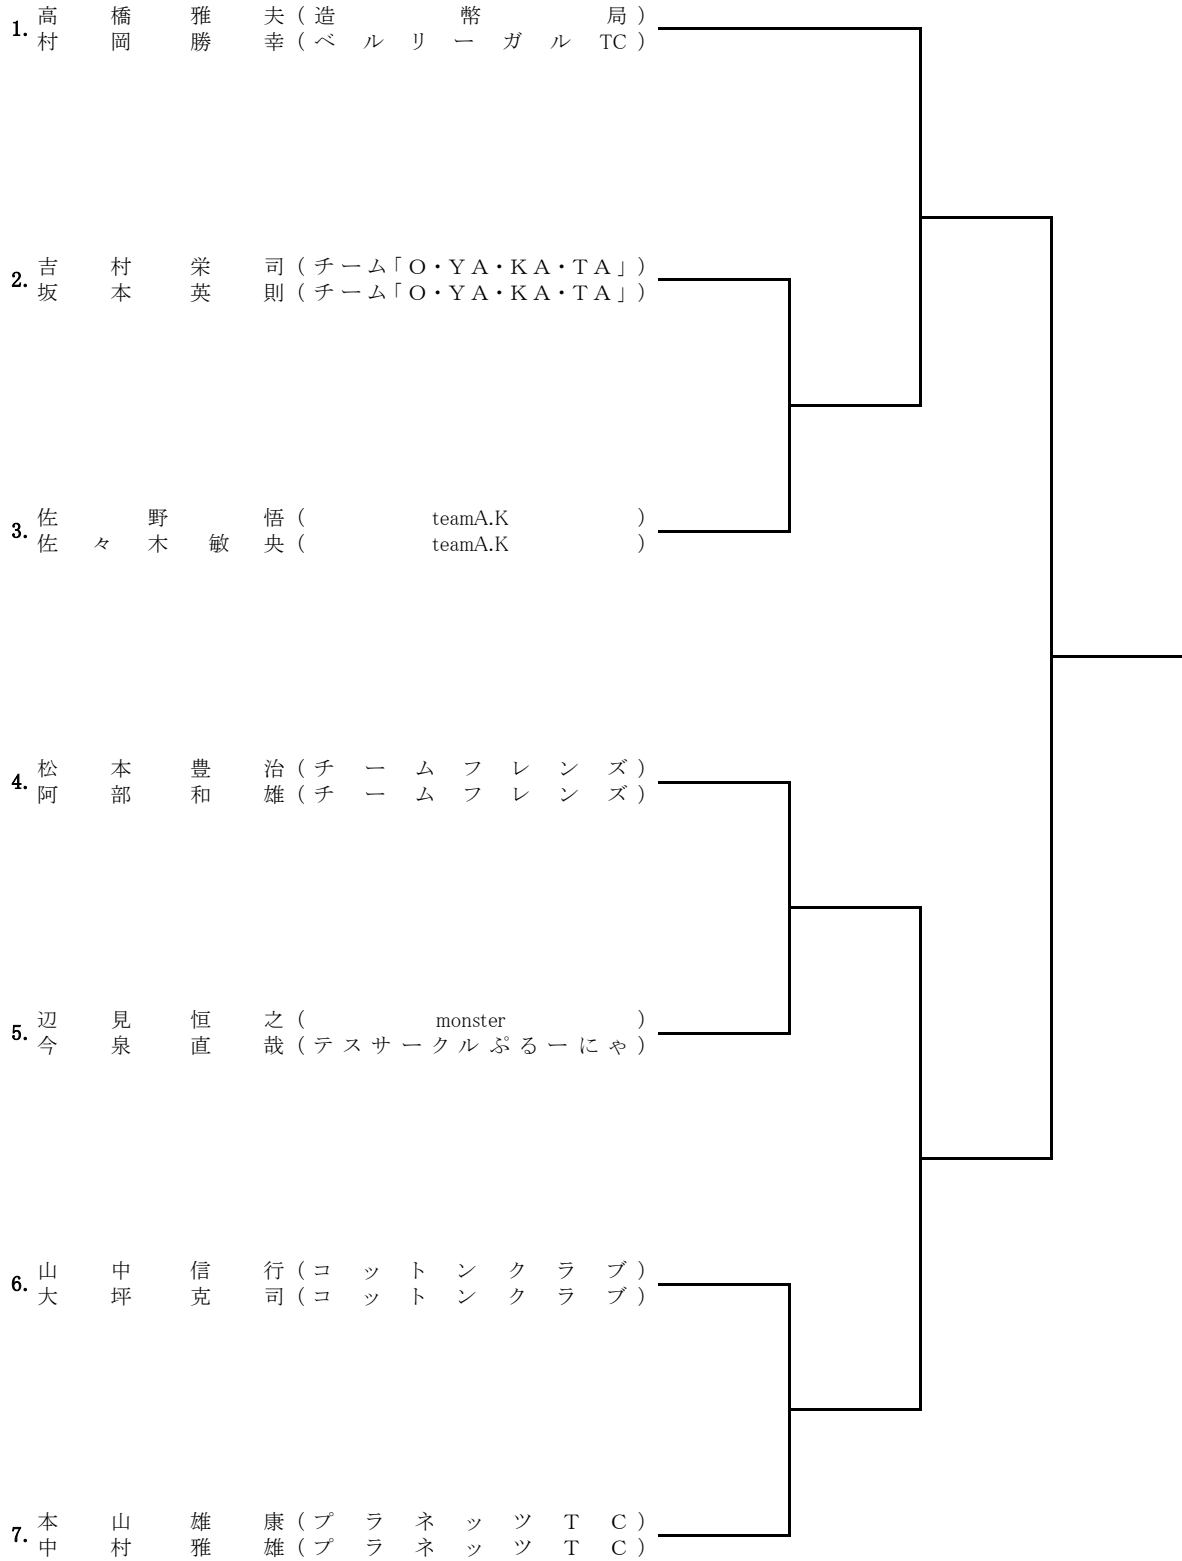 1. 高橋雅夫(造幣局)
村岡勝幸(ベルリーガルTC)
2. 吉村栄司(チーム「O・YA・KA・TA」)
坂本英則(チーム「O・YA・KA・TA」)
3. 佐野悟(teamA.K)
佐々木敏央(teamA.K)
4. 松本豊治(チームフレンズ)
阿部和雄(チームフレンズ)
5. 辺見恒之(monster)
今泉直哉(テスサークルぷるーにゃ)
6. 山中信行(コットンクラブ)
大坪克司(コットンクラブ)
7. 本山雄康(プラネッツTC)
中村雅雄(プラネッツTC)